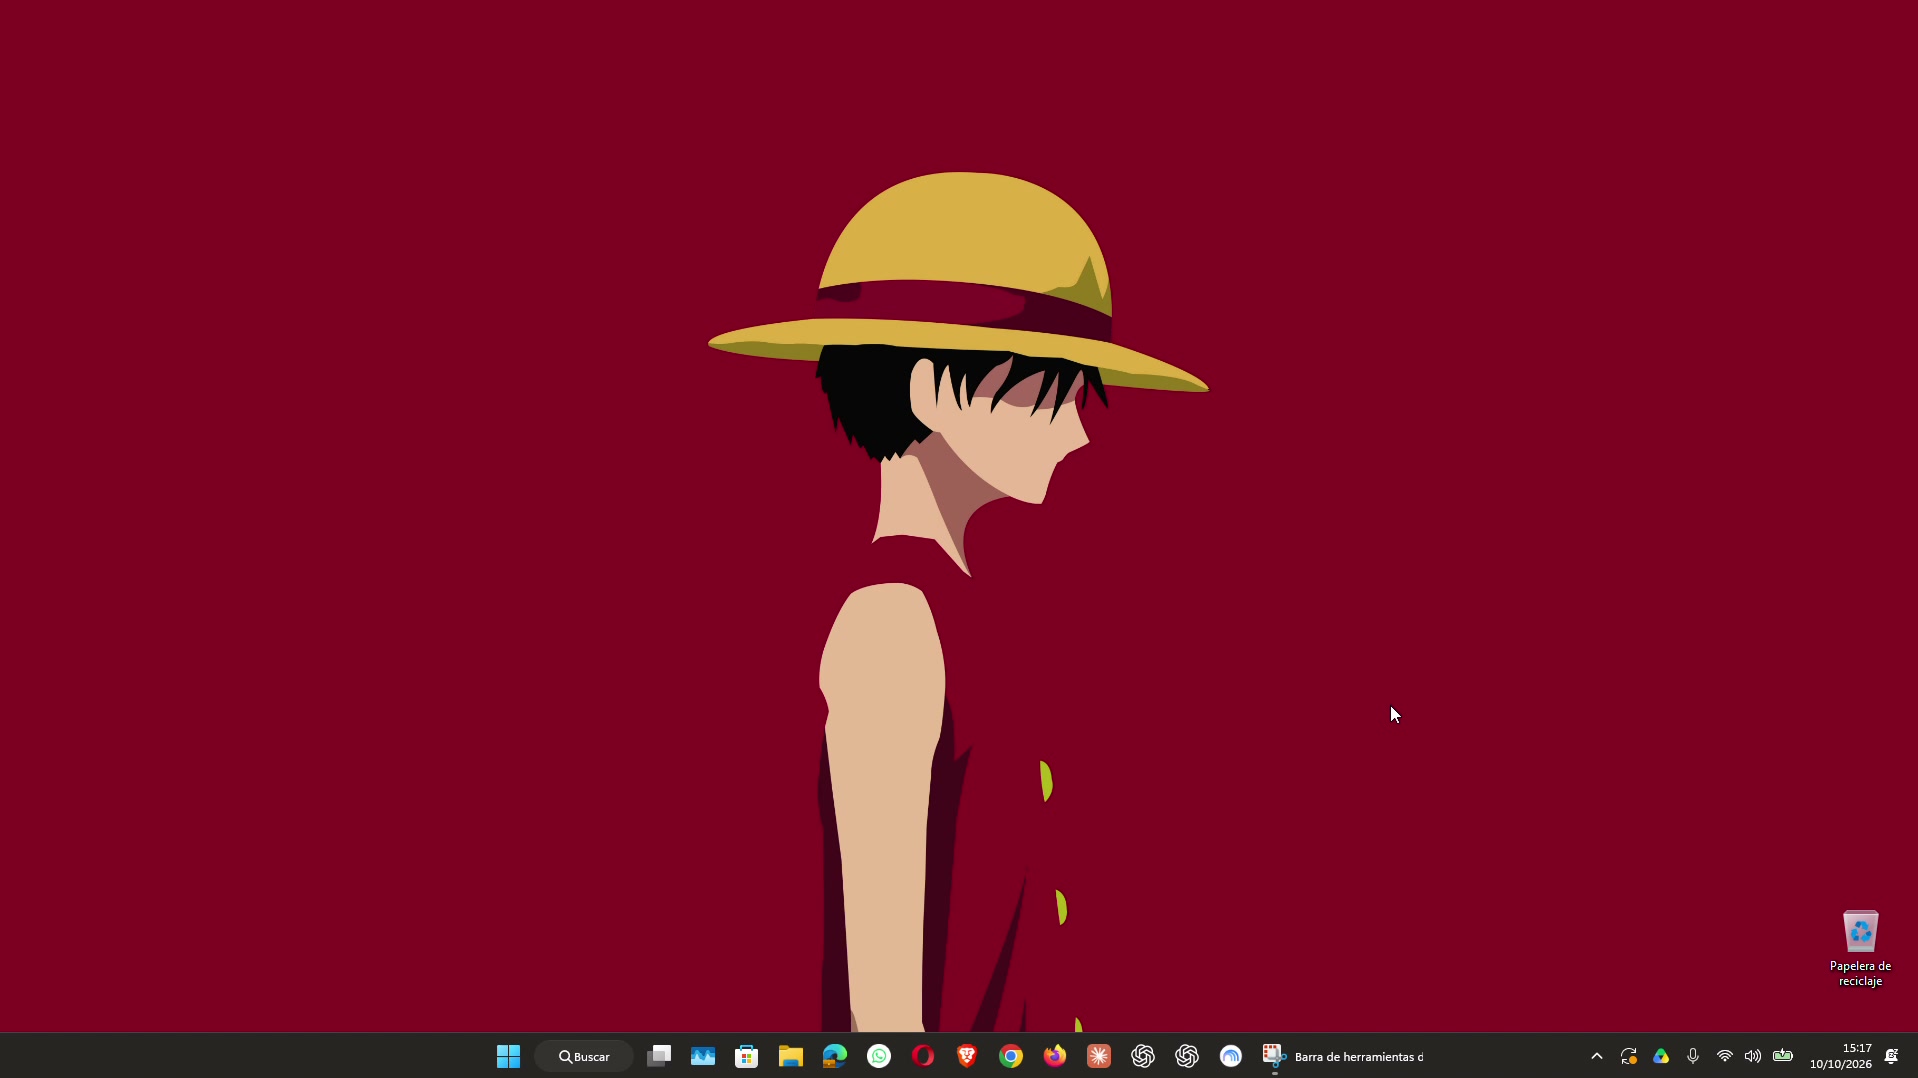 Papelera de
reciclaje
Buscar
Barra de herramientas d
15:17
10/10/2026